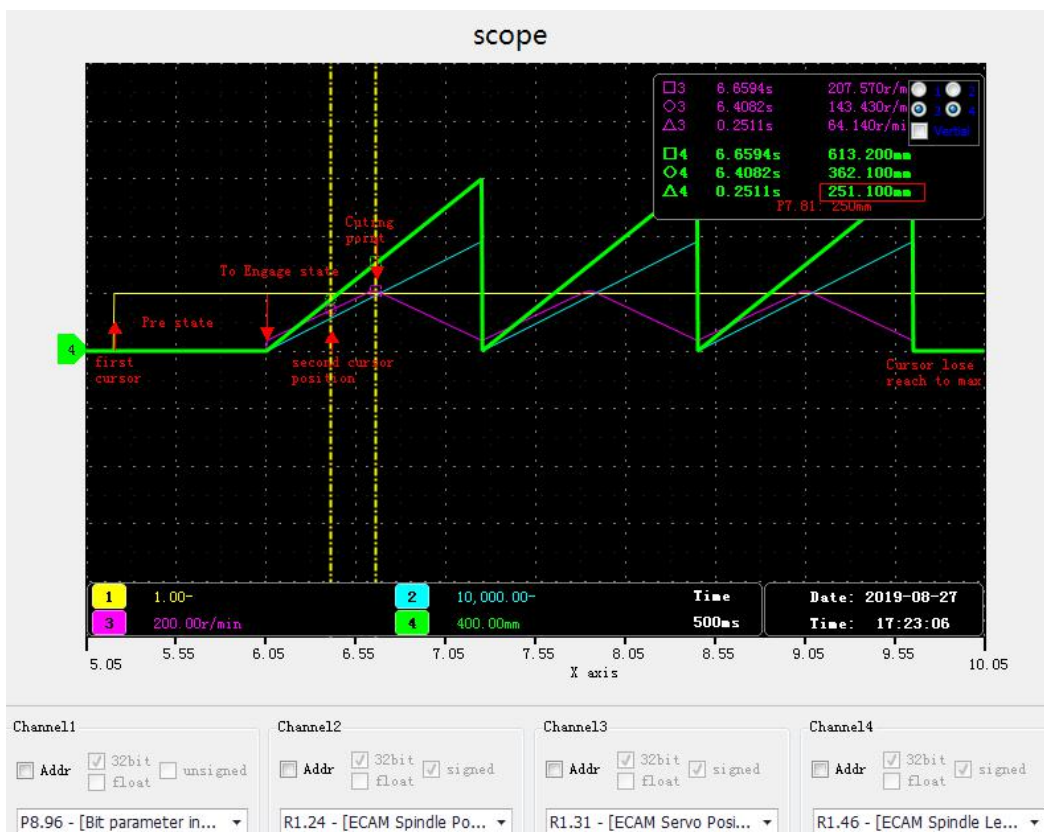 scope
□3 6.6594s 207.570r/m
○3 6.4082s 143.430r/m
△3 0.2511s 64.140r/mi
1 2
3 4
Vertial
□4 6.6594s 613.200mm
○4 6.4082s 362.100mm
△4 0.2511s 251.100mm
P7.81: 250mm
Cutrng
point
To Engage state
Pre state
4
first
cursor
second cursor
position
Cursor lose
reach to max
1 1.00- 2 10,000.00- Time Date: 2019-08-27
3 200.00r/min 4 400.00mm 500ms Time: 17:23:06
5.05 5.55 6.05 6.55 7.05 7.55 8.05 8.55 9.05 9.55 10.05
X axis
Channel1 Channel2 Channel3 Channel4
Addr 32bit unsigned Addr 32bit signed Addr 32bit signed Addr 32bit signed
float float float float
P8.96 - [Bit parameter in... R1.24 - [ECAM Spindle Po... R1.31 - [ECAM Servo Posi... R1.46 - [ECAM Spindle Le...